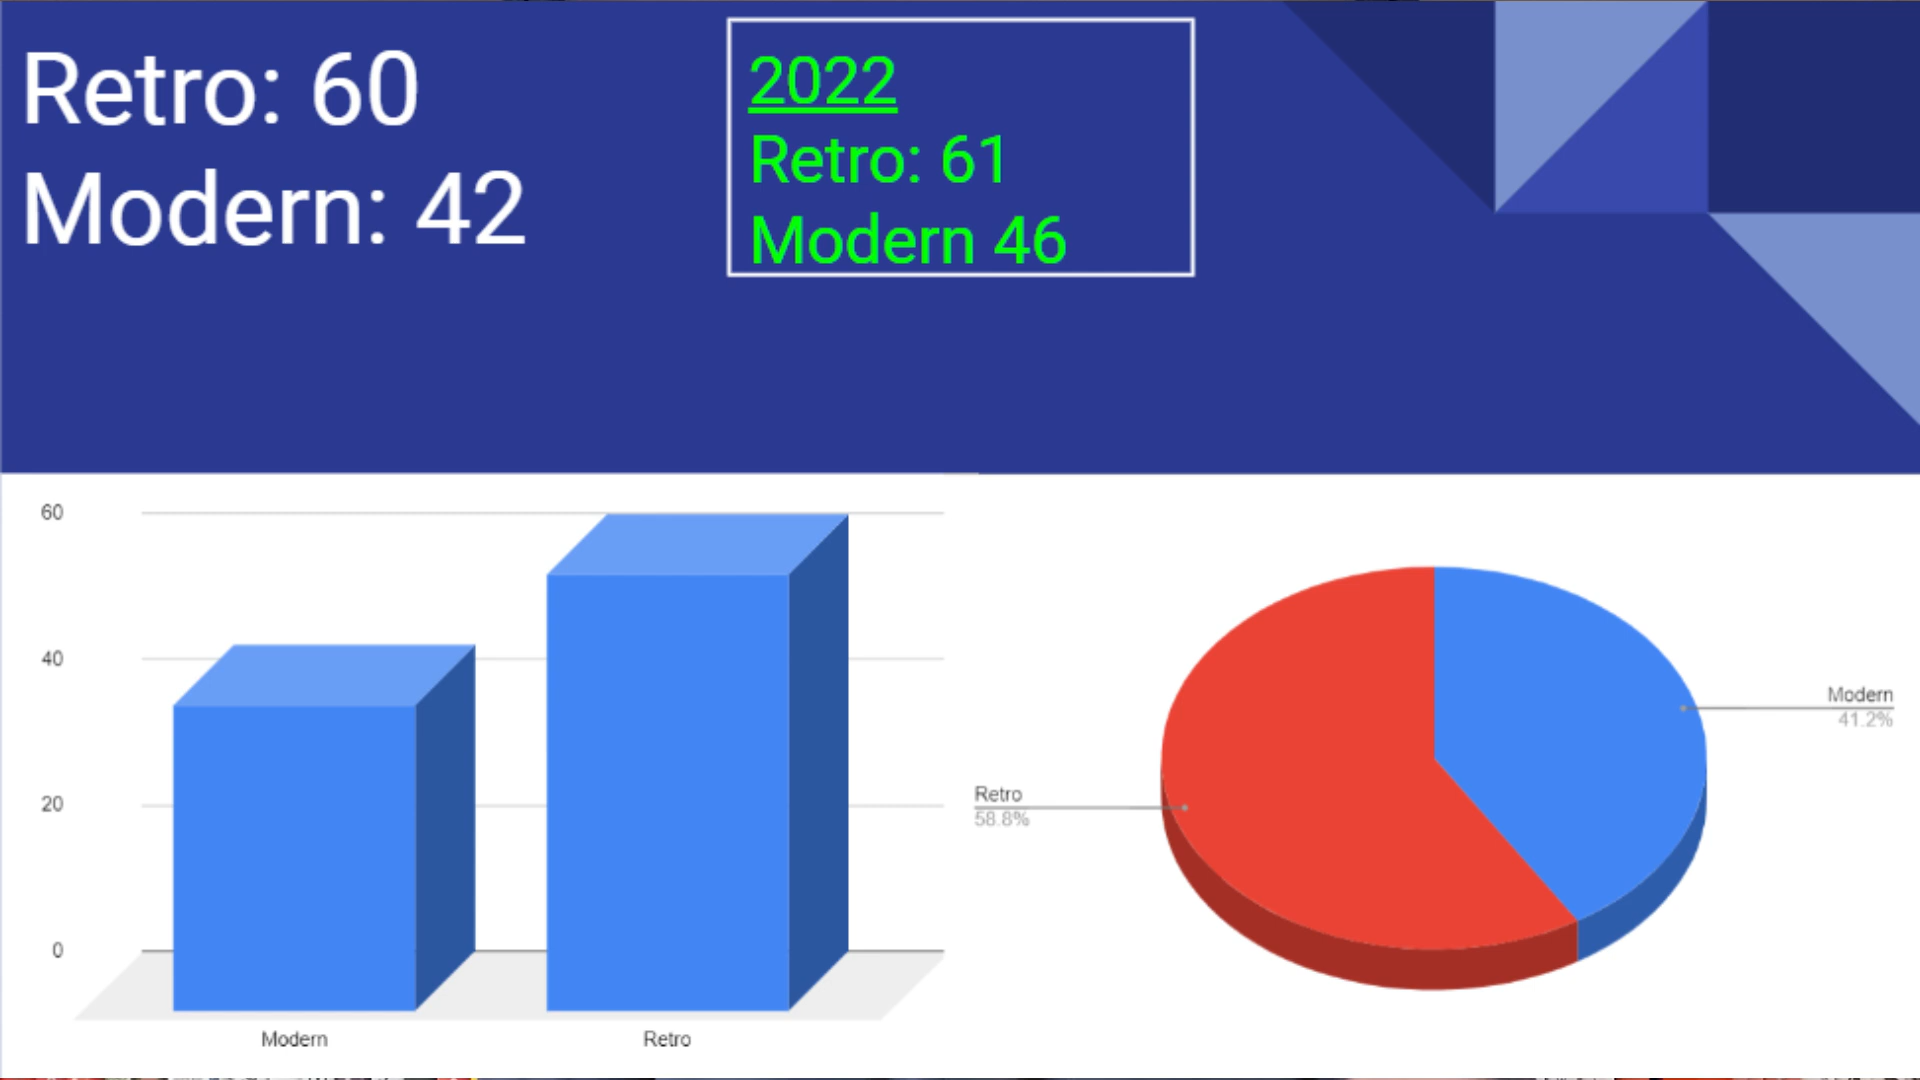 Retro: 60
Modern: 42
2022
Retro: 61
Modern 46
60
40
20
0
Modern
Retro
Modern
41.2%
Retro
58.8%